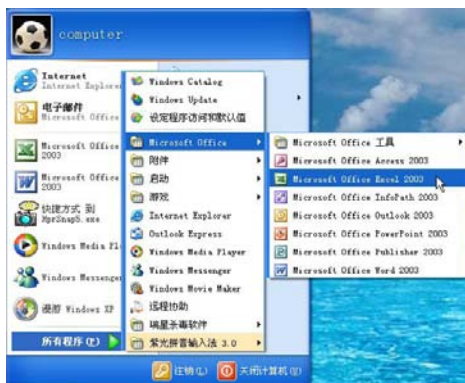 computer
Internet
Internet Explorer
电子邮件
Microsoft Office
Microsoft Office
2003
Microsoft Office
2003
快捷方式 到
HprSnap5.exe
Windows Media Pl
Windows Messenger
漫游 Windows XP
所有程序(P)
Windows Catalog
Windows Update
设定程序访问和默认值
Microsoft Office
附件
启动
游戏
Internet Explorer
Outlook Express
Windows Media Player
Windows Messenger
Windows Movie Maker
远程协助
瑞星杀毒软件
紫光拼音输入法 3.0
Microsoft Office 工具
Microsoft Office Access 2003
Microsoft Office Excel 2003
Microsoft Office InfoPath 2003
Microsoft Office Outlook 2003
Microsoft Office PowerPoint 2003
Microsoft Office Publisher 2003
Microsoft Office Word 2003
注销(L)
关闭计算机(U)